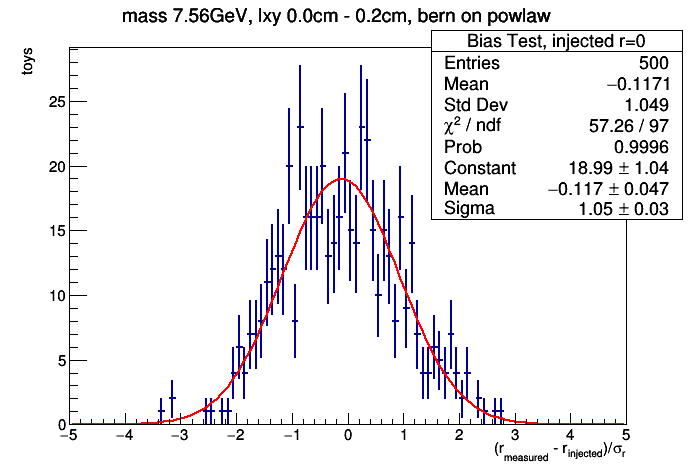 mass 7.56GeV, lxy 0.0cm - 0.2cm, bern on powlaw
Bias Test, injected r=0
Entries 500
Mean −0.1171
Std Dev 1.049
χ² / ndf 57.26 / 97
Prob 0.9996
Constant 18.99 ± 1.04
Mean −0.117 ± 0.047
Sigma 1.05 ± 0.03
toys
25
20
15
10
5
0
−5 −4 −3 −2 −1 0 1 2 3 4 5
(r_measured - r_injected)/σ_r